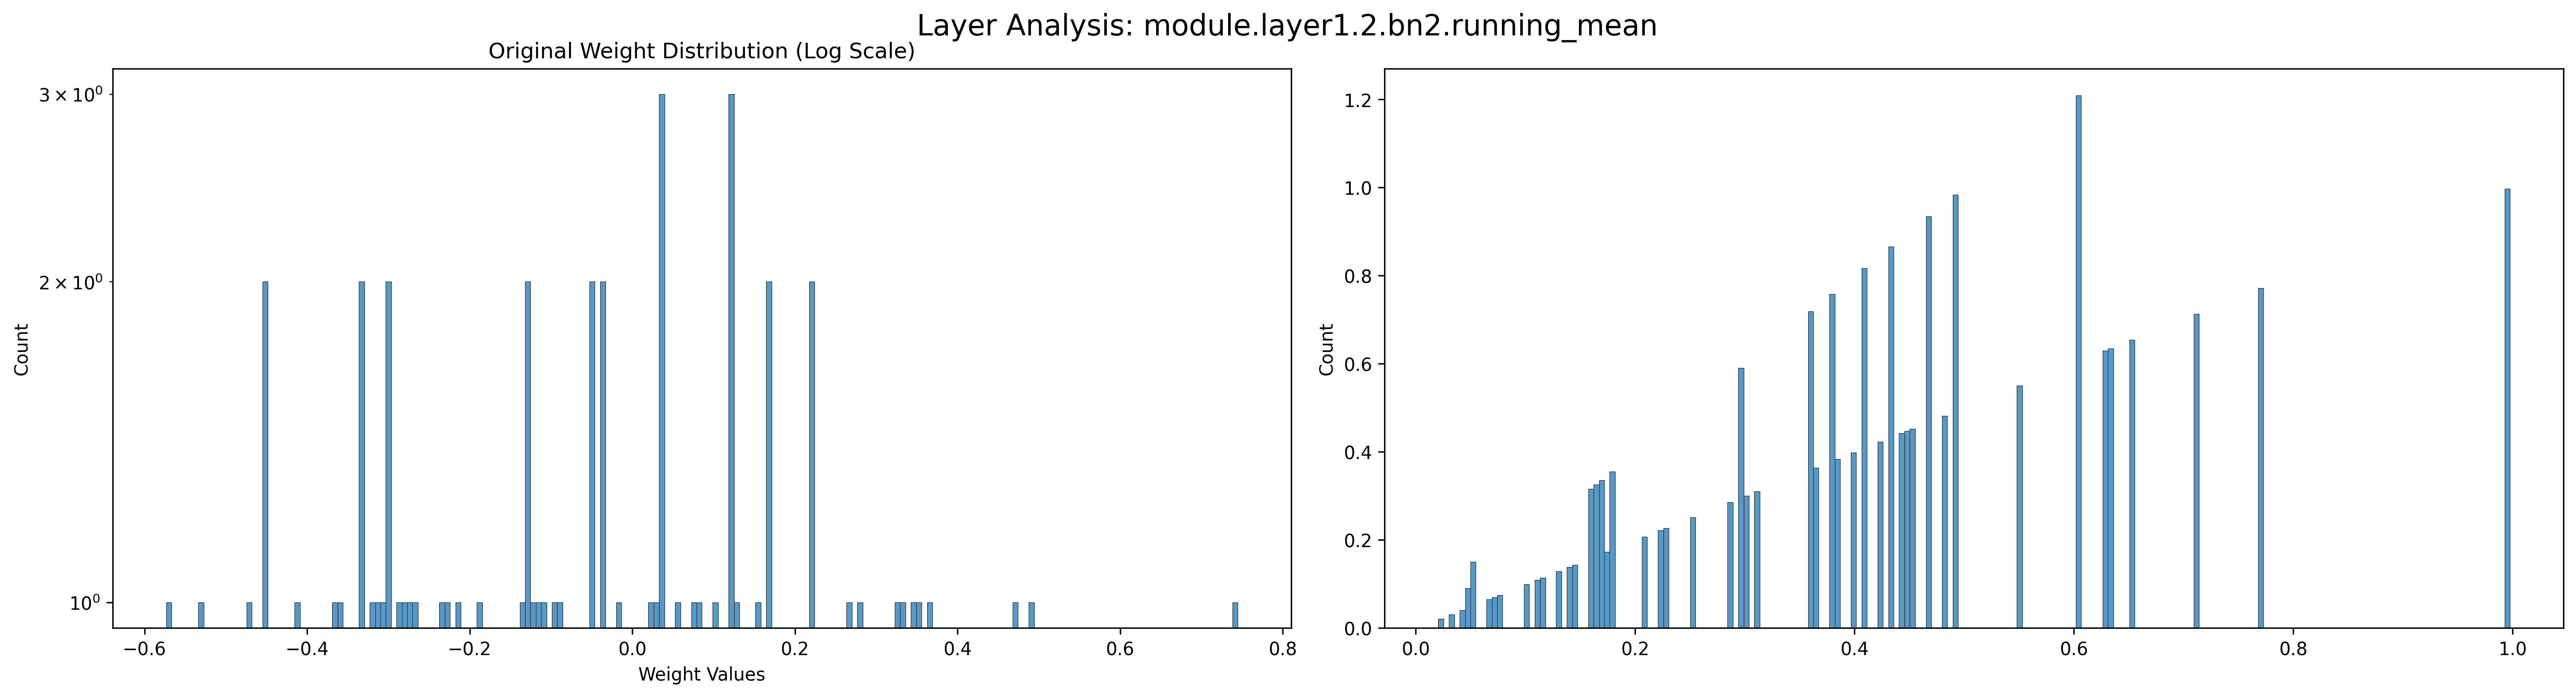 Layer Analysis: module.layer1.2.bn2.running_mean
Original Weight Distribution (Log Scale)
Count
3 × 10⁰
2 × 10⁰
10⁰
−0.6 −0.4 −0.2 0.0 0.2 0.4 0.6 0.8
Weight Values
Count
1.2
1.0
0.8
0.6
0.4
0.2
0.0
0.0 0.2 0.4 0.6 0.8 1.0